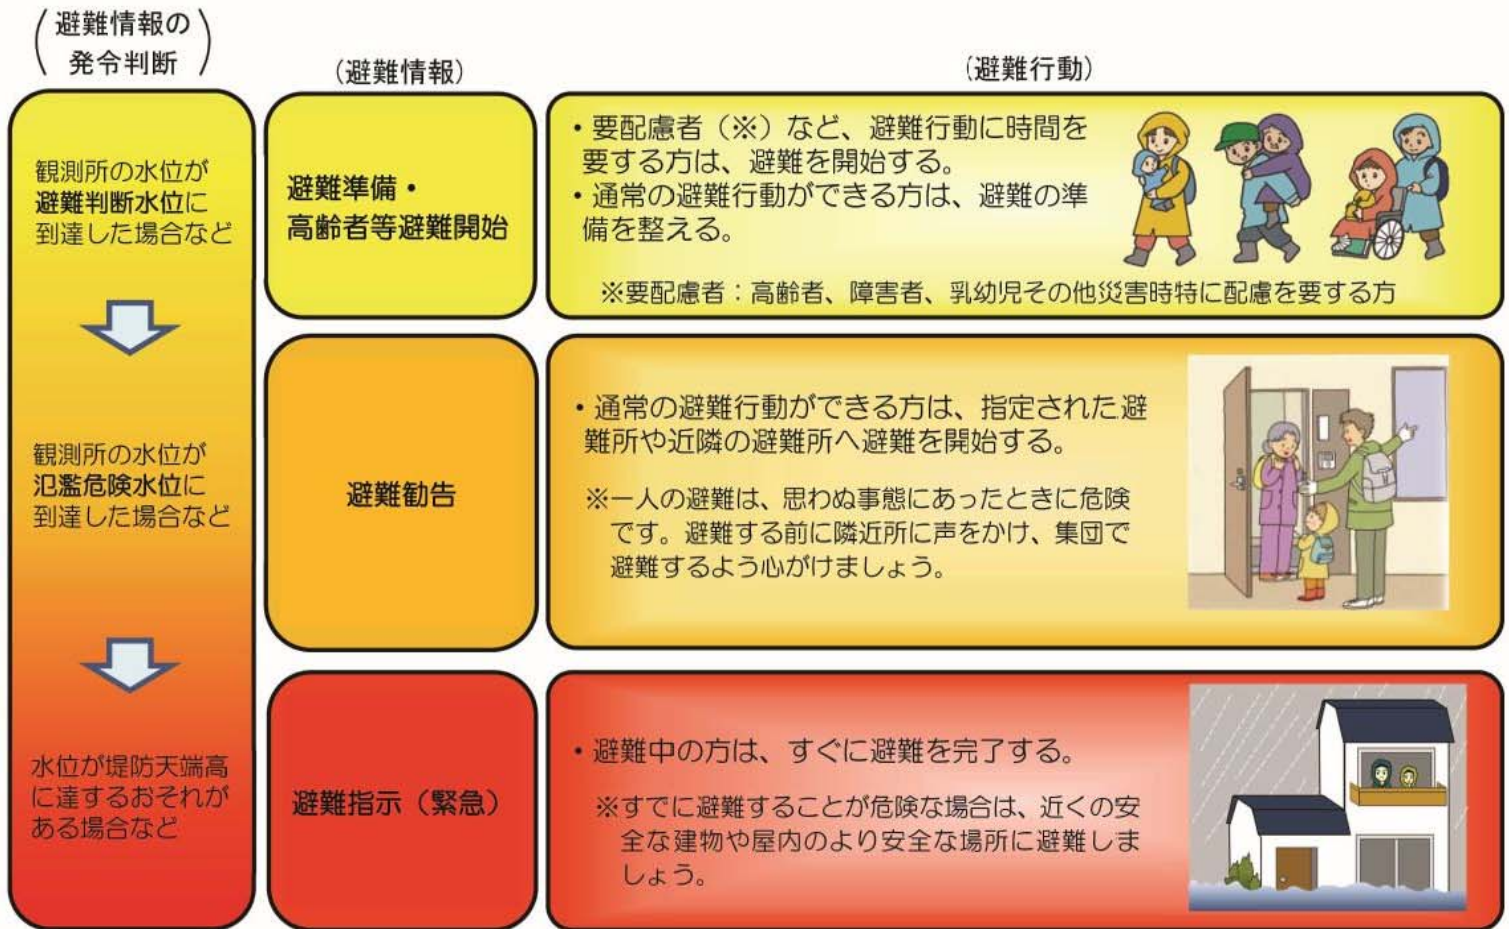 避難情報の
発令判断
(避難情報)
(避難行動)
観測所の水位が
避難判断水位に
到達した場合など
避難準備・
高齢者等避難開始
・要配慮者（※）など、避難行動に時間を
要する方は、避難を開始する。
・通常の避難行動ができる方は、避難の準
備を整える。
※要配慮者：高齢者、障害者、乳幼児その他災害時特に配慮を要する方
観測所の水位が
氾濫危険水位に
到達した場合など
避難勧告
・通常の避難行動ができる方は、指定された避
難所や近隣の避難所へ避難を開始する。
※一人の避難は、思わぬ事態にあったときに危険
です。避難する前に隣近所に声をかけ、集団で
避難するよう心がけましょう。
水位が堤防天端高
に達するおそれが
ある場合など
避難指示（緊急）
・避難中の方は、すぐに避難を完了する。
※すでに避難することが危険な場合は、近くの安
全な建物や屋内のより安全な場所に避難しま
しょう。